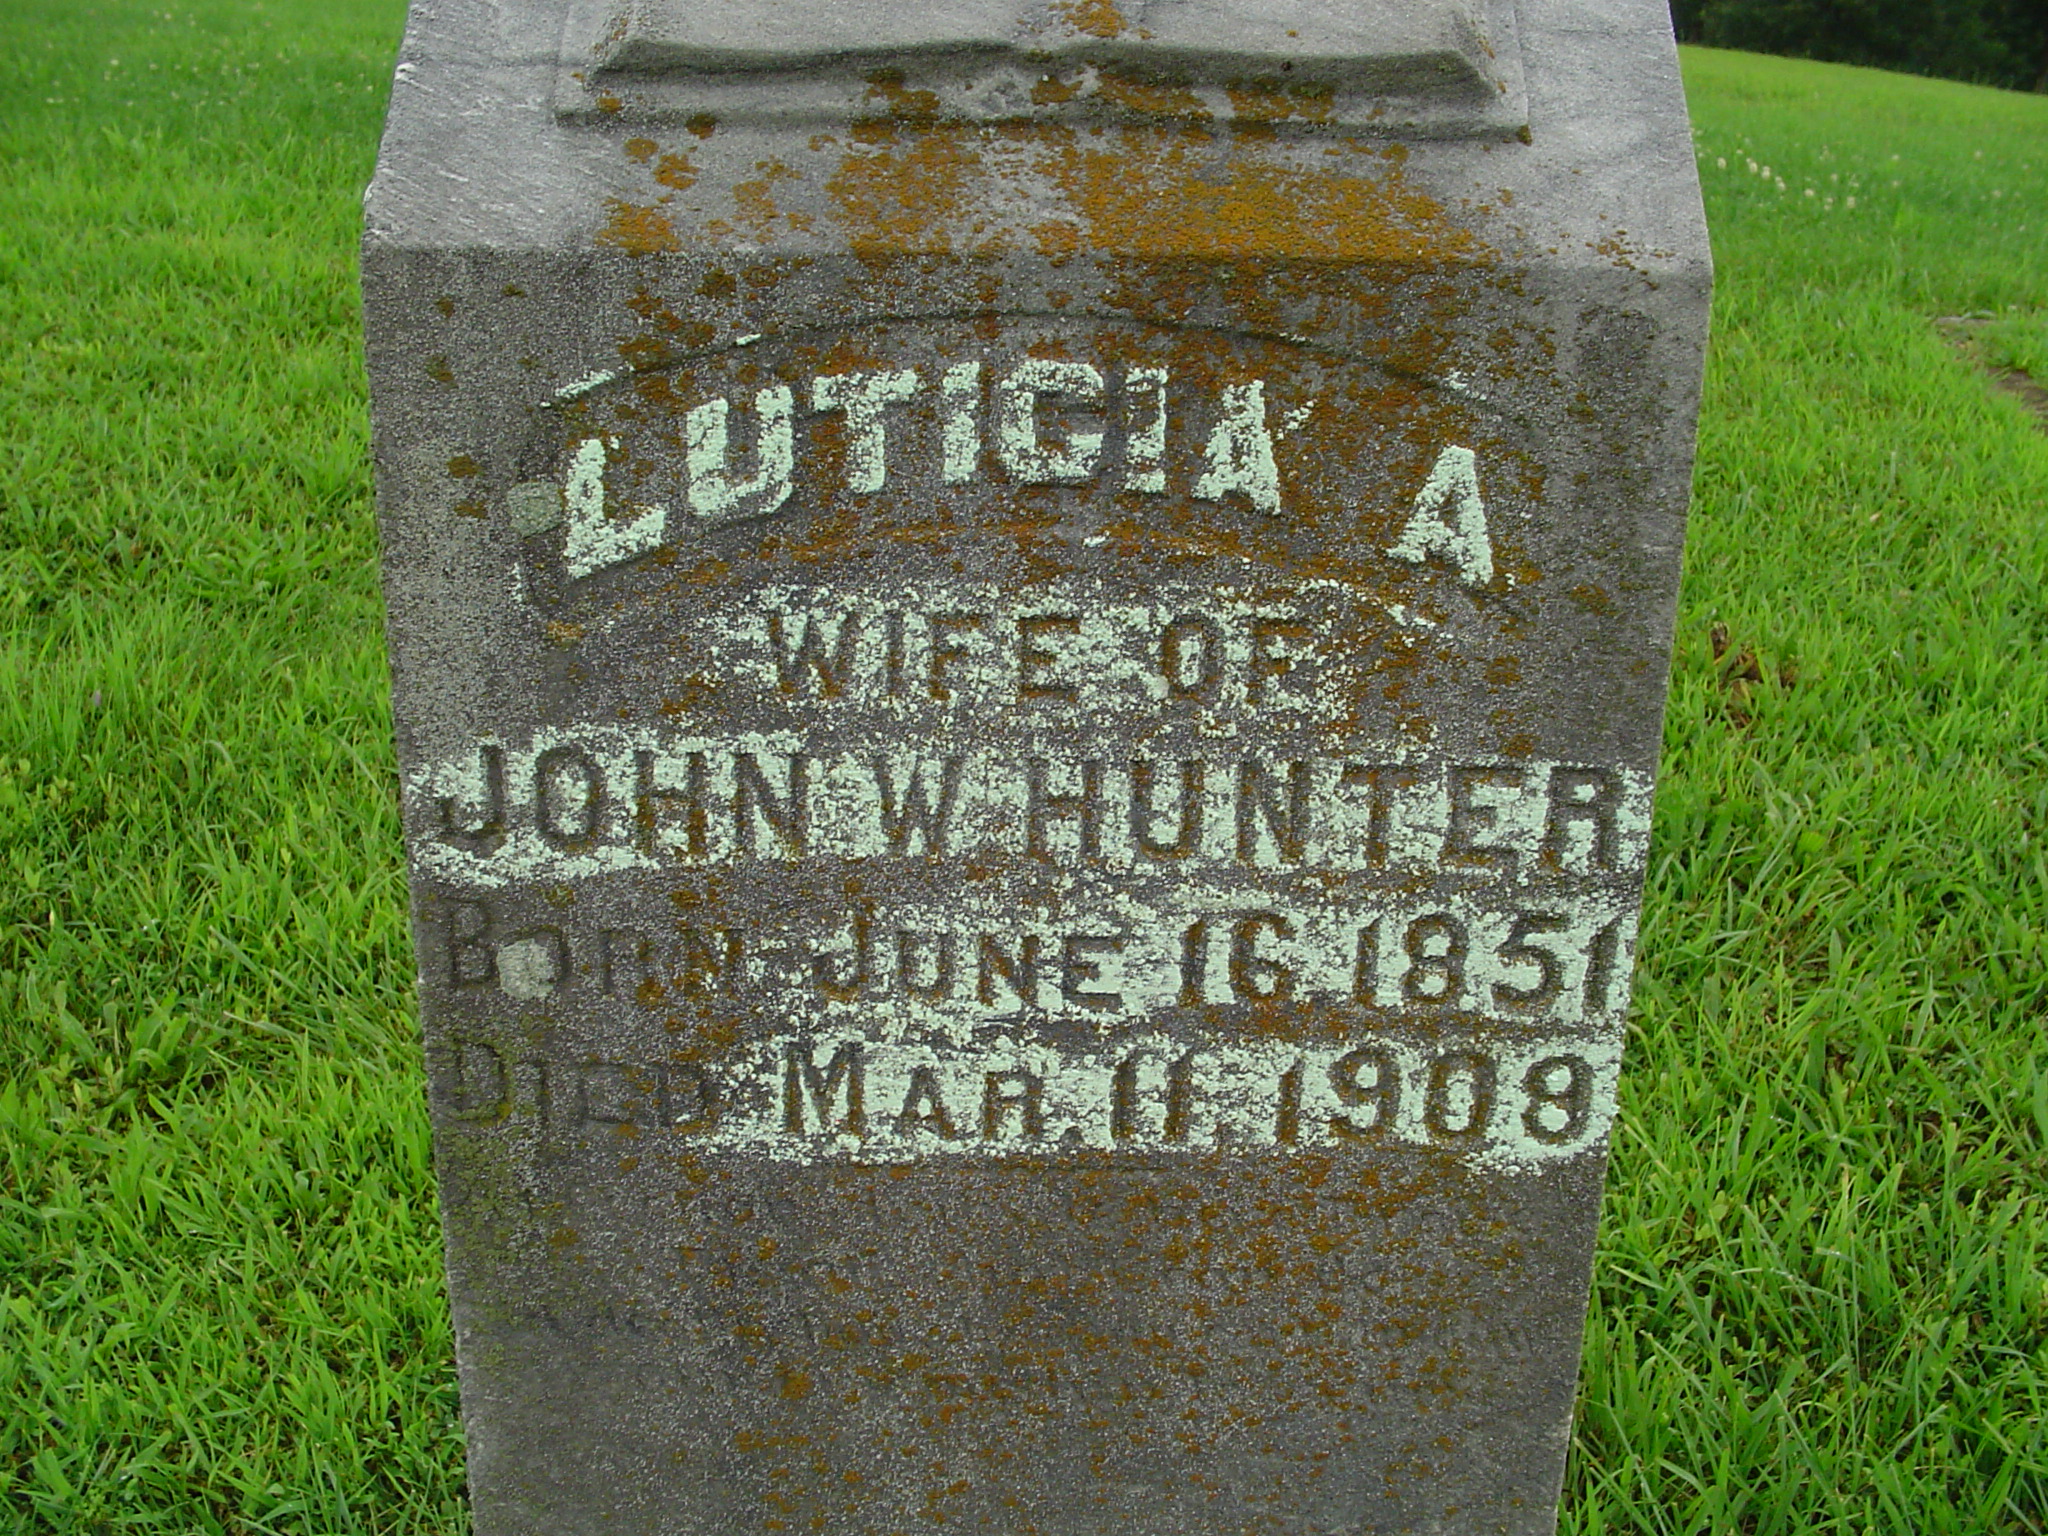 LUTICIA A
WIFE OF
JOHN W HUNTER
BORN JUNE 16, 1851
DIED MAR. 11, 1908